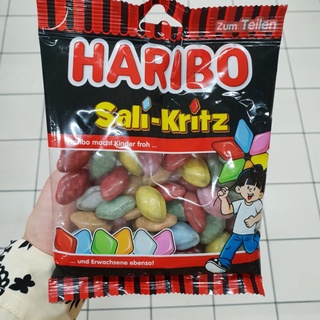 Zum Teilen
HARIBO
Sali-Kritz
Haribo macht Kinder froh ...
... und Erwachsene ebenso!